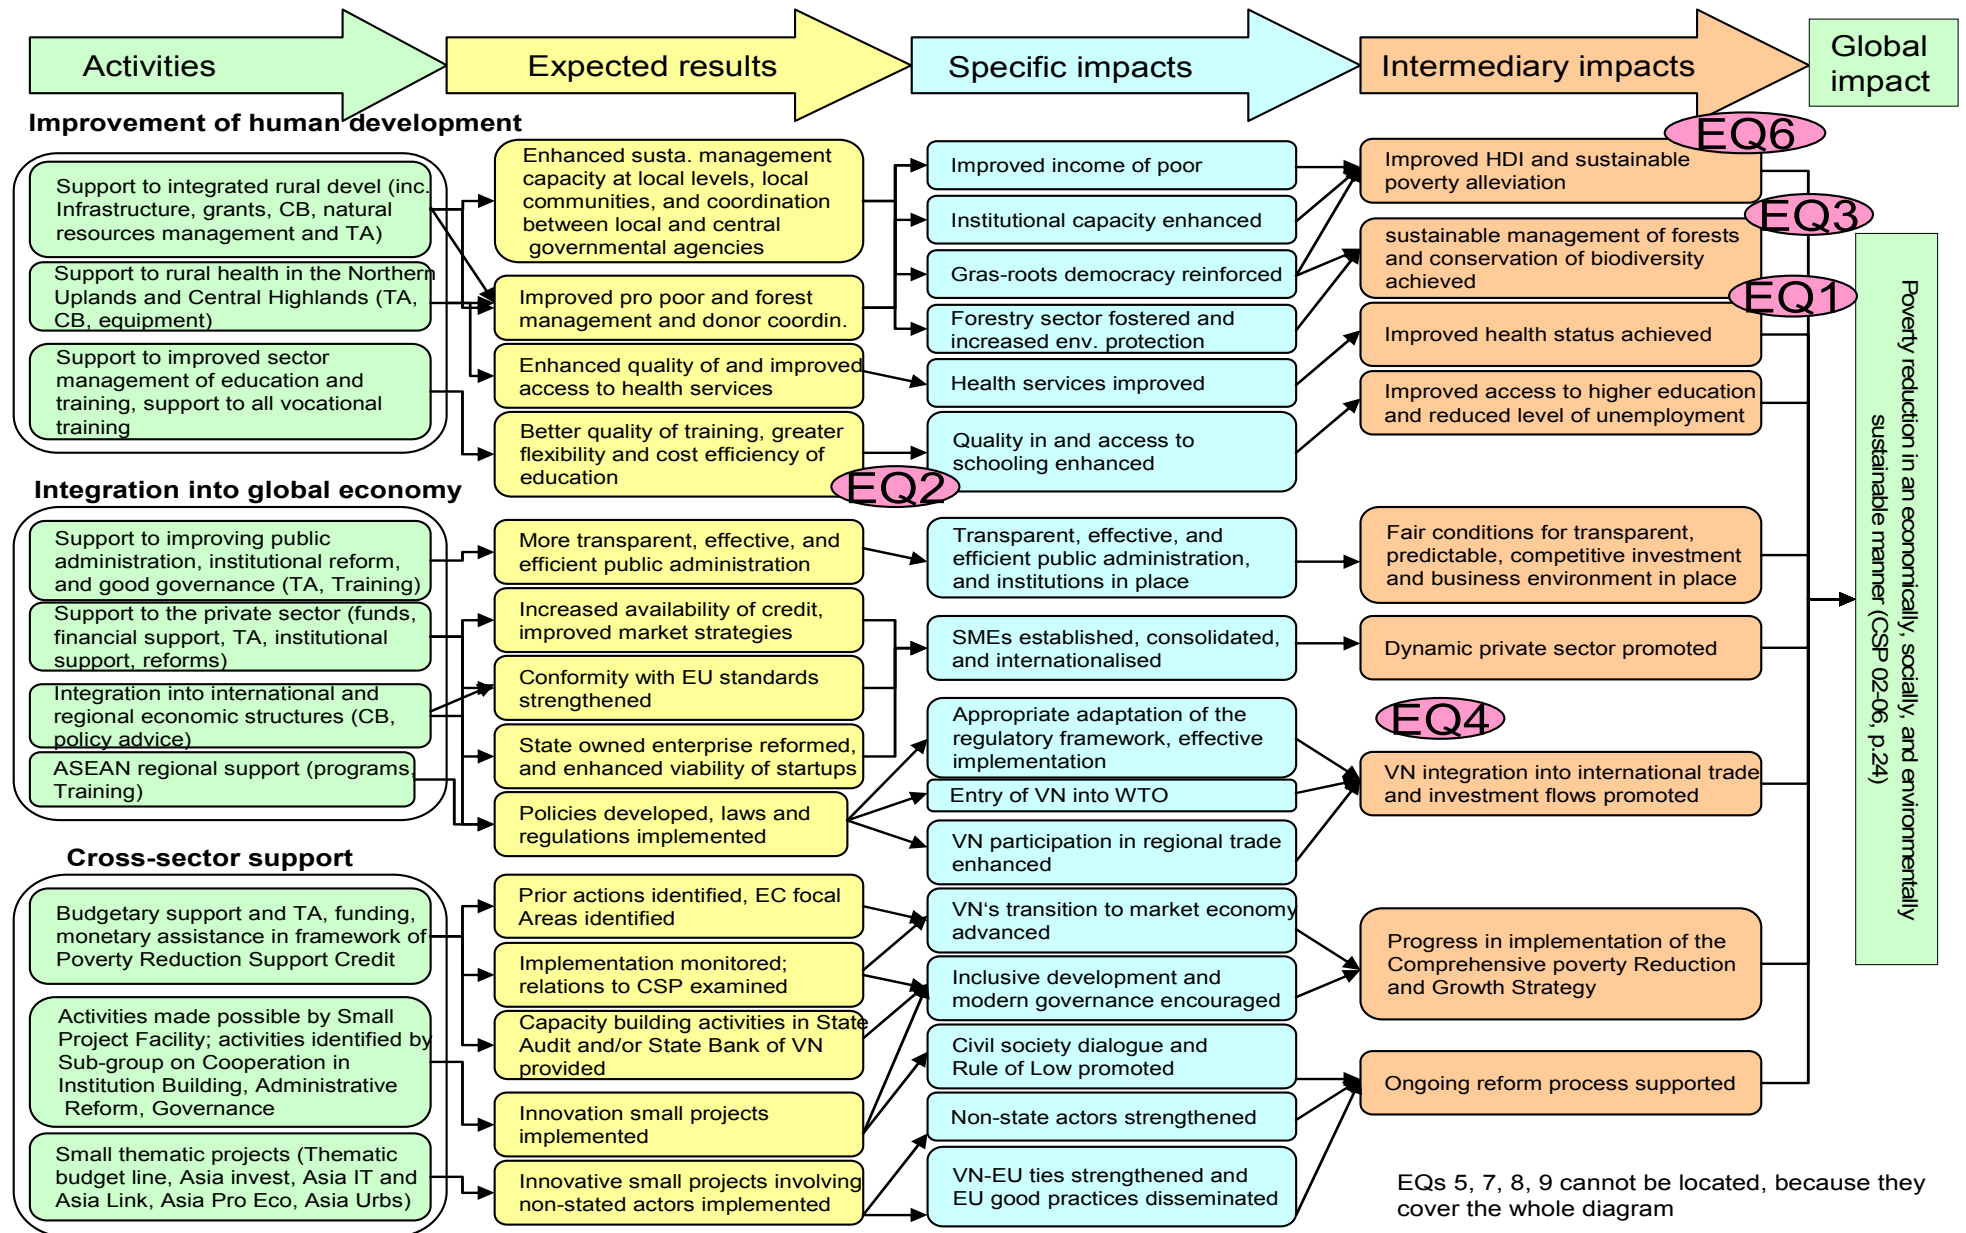 Activities
Expected results
Specific impacts
Intermediary impacts
Global
impact
Improvement of human development
Support to integrated rural devel (inc.
Infrastructure, grants, CB, natural
resources management and TA)
Support to rural health in the Northern
Uplands and Central Highlands (TA,
CB, equipment)
Support to improved sector
management of education and
training, support to all vocational
training
Enhanced susta. management
capacity at local levels, local
communities, and coordination
between local and central
governmental agencies
Improved pro poor and forest
management and donor coordin.
Enhanced quality of and improved
access to health services
Better quality of training, greater
flexibility and cost efficiency of
education
EQ2
Improved income of poor
Institutional capacity enhanced
Gras-roots democracy reinforced
Forestry sector fostered and
increased env. protection
Health services improved
Quality in and access to
schooling enhanced
EQ6
Improved HDI and sustainable
poverty alleviation
EQ3
sustainable management of forests
and conservation of biodiversity
achieved
EQ1
Improved health status achieved
Improved access to higher education
and reduced level of unemployment
Integration into global economy
Support to improving public
administration, institutional reform,
and good governance (TA, Training)
Support to the private sector (funds,
financial support, TA, institutional
support, reforms)
Integration into international and
regional economic structures (CB,
policy advice)
ASEAN regional support (programs,
Training)
More transparent, effective, and
efficient public administration
Increased availability of credit,
improved market strategies
Conformity with EU standards
strengthened
State owned enterprise reformed,
and enhanced viability of startups
Policies developed, laws and
regulations implemented
Transparent, effective, and
efficient public administration,
and institutions in place
SMEs established, consolidated,
and internationalised
Appropriate adaptation of the
regulatory framework, effective
implementation
Entry of VN into WTO
VN participation in regional trade
enhanced
Fair conditions for transparent,
predictable, competitive investment
and business environment in place
Dynamic private sector promoted
EQ4
VN integration into international trade
and investment flows promoted
Cross-sector support
Budgetary support and TA, funding,
monetary assistance in framework of
Poverty Reduction Support Credit
Activities made possible by Small
Project Facility; activities identified by
Sub-group on Cooperation in
Institution Building, Administrative
Reform, Governance
Small thematic projects (Thematic
budget line, Asia invest, Asia IT and
Asia Link, Asia Pro Eco, Asia Urbs)
Prior actions identified, EC focal
Areas identified
Implementation monitored;
relations to CSP examined
Capacity building activities in State
Audit and/or State Bank of VN
provided
Innovation small projects
implemented
Innovative small projects involving
non-stated actors implemented
VN‘s transition to market economy
advanced
Inclusive development and
modern governance encouraged
Civil society dialogue and
Rule of Low promoted
Non-state actors strengthened
VN-EU ties strengthened and
EU good practices disseminated
Progress in implementation of the
Comprehensive poverty Reduction
and Growth Strategy
Ongoing reform process supported
Poverty reduction in an economically, socially, and environmentally
sustainable manner (CSP 02-06, p.24)
EQs 5, 7, 8, 9 cannot be located, because they
cover the whole diagram